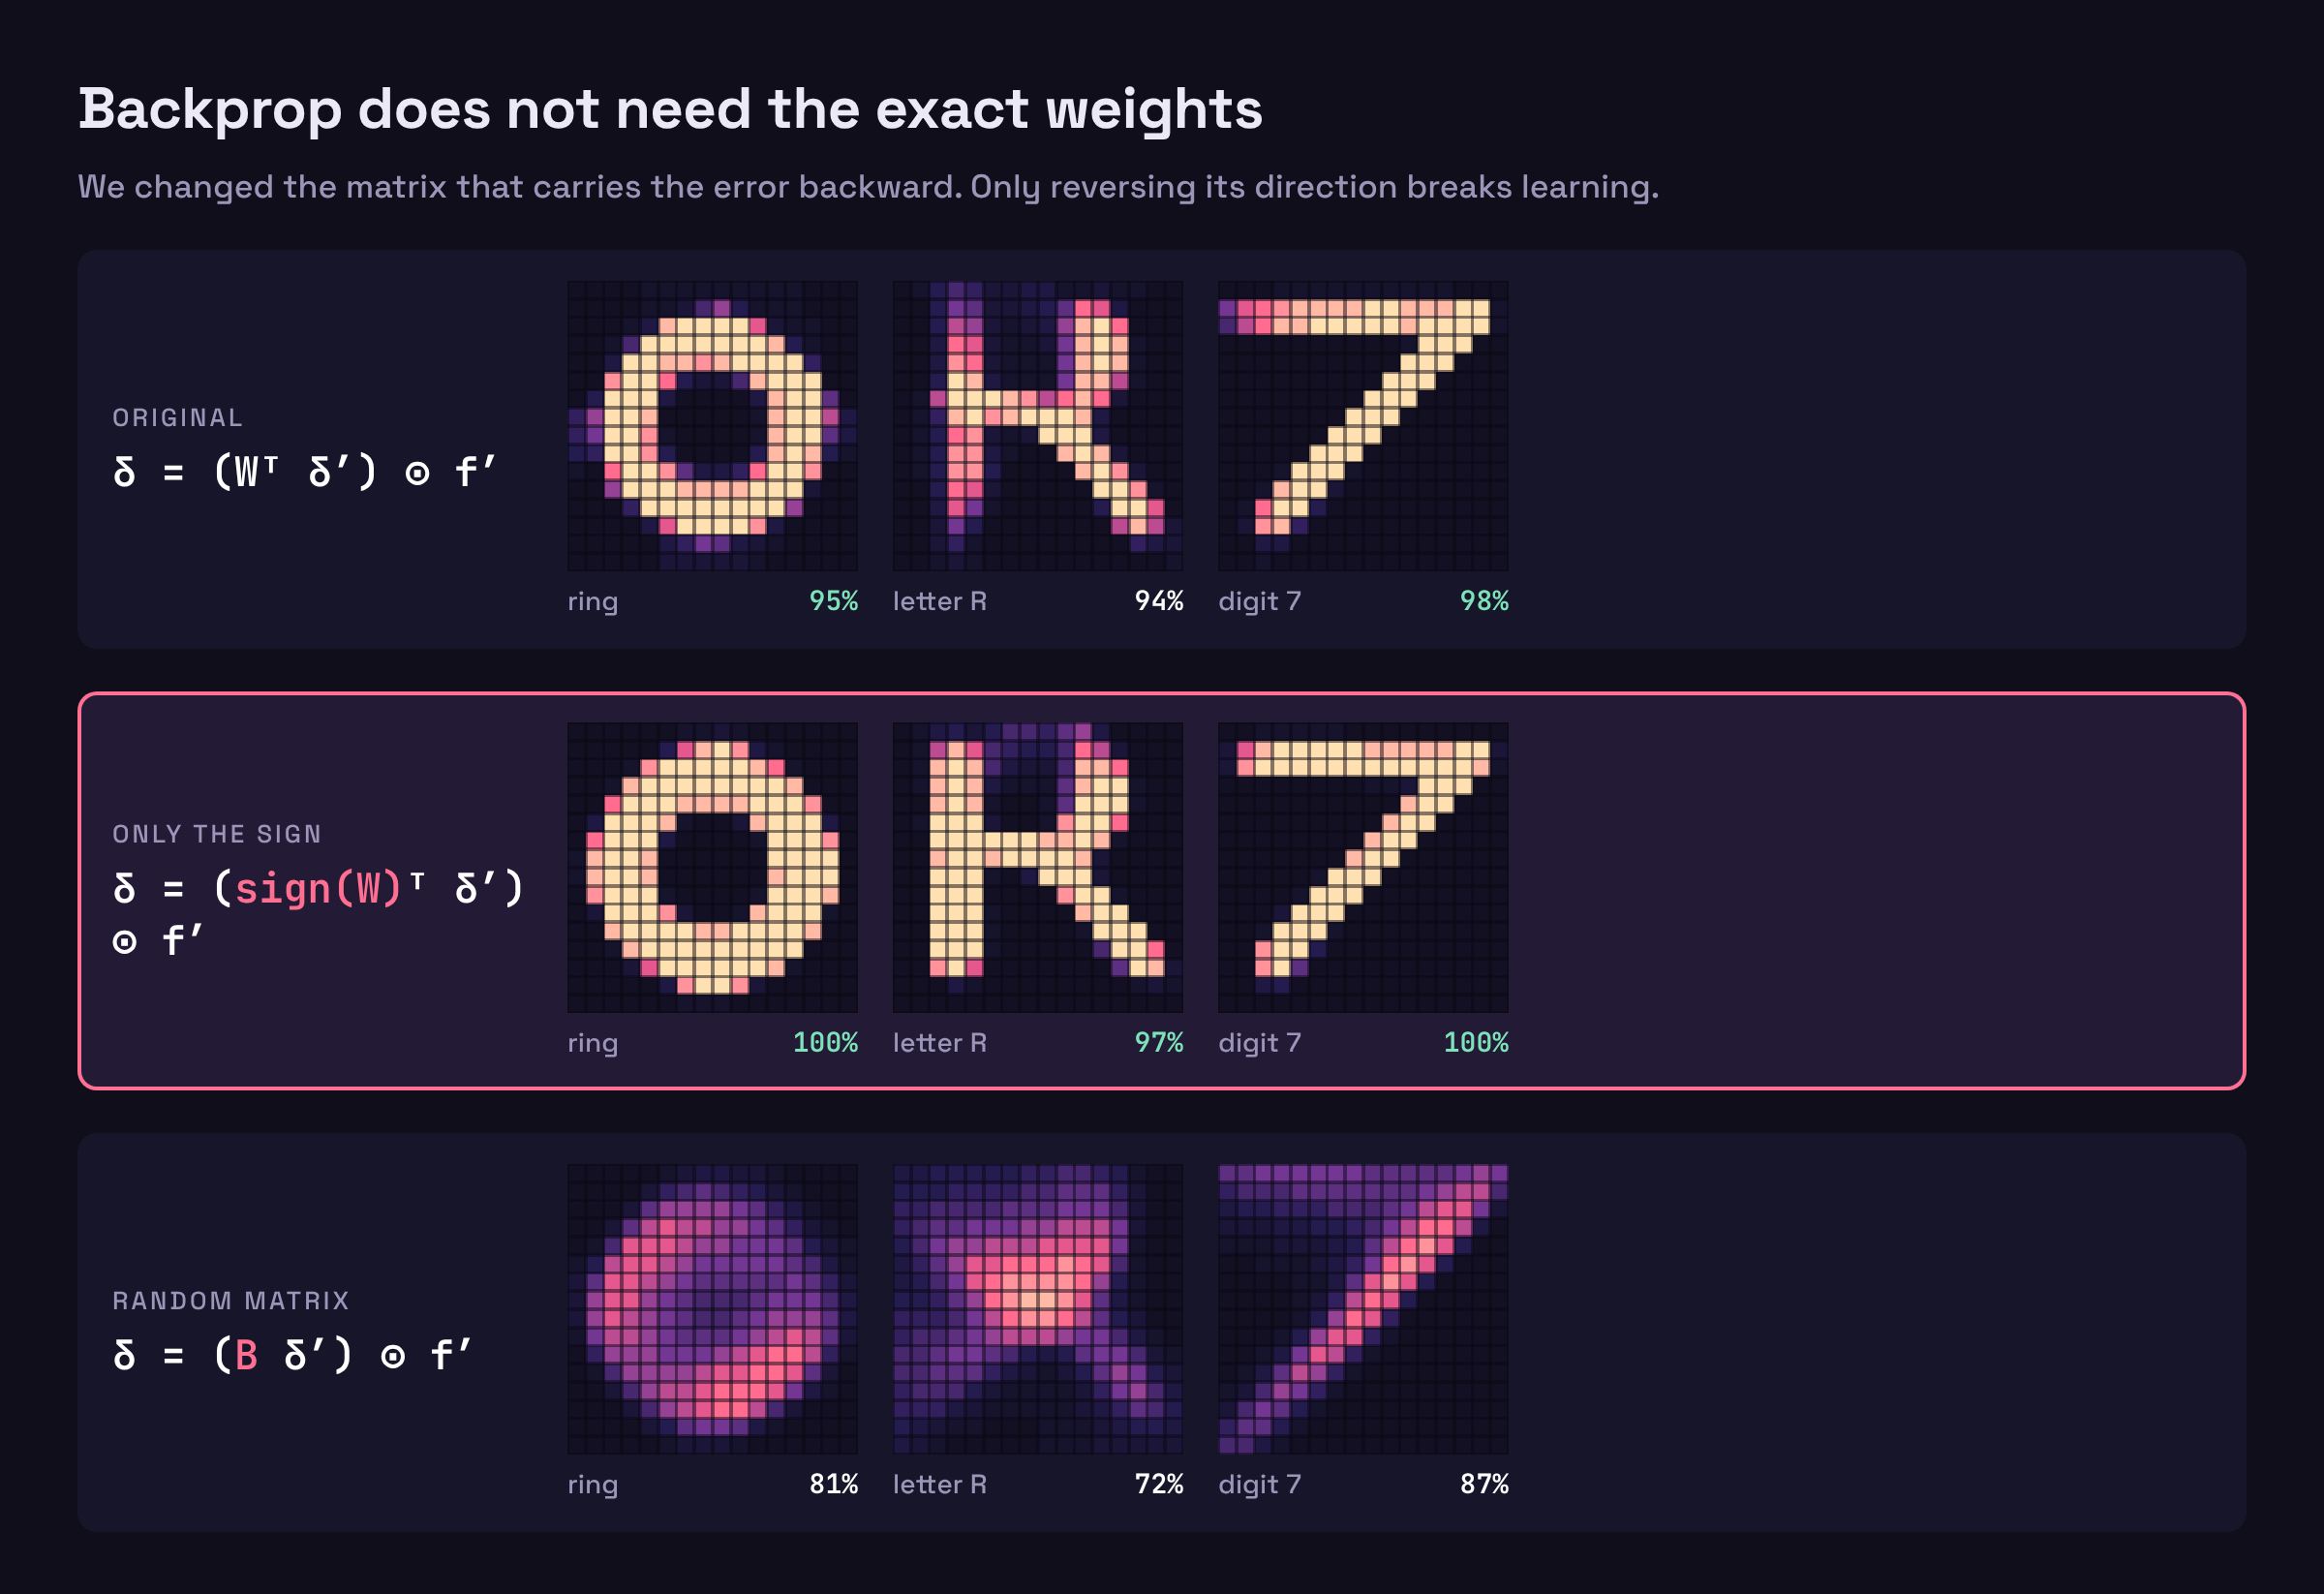 Backprop does not need the exact weights
We changed the matrix that carries the error backward. Only reversing its direction breaks learning.
ORIGINAL
δ = (Wᵀ δ′) ⊙ f′
ring 95%
letter R 94%
digit 7 98%
ONLY THE SIGN
δ = (sign(W)ᵀ δ′)
⊙ f′
ring 100%
letter R 97%
digit 7 100%
RANDOM MATRIX
δ = (B δ′) ⊙ f′
ring 81%
letter R 72%
digit 7 87%